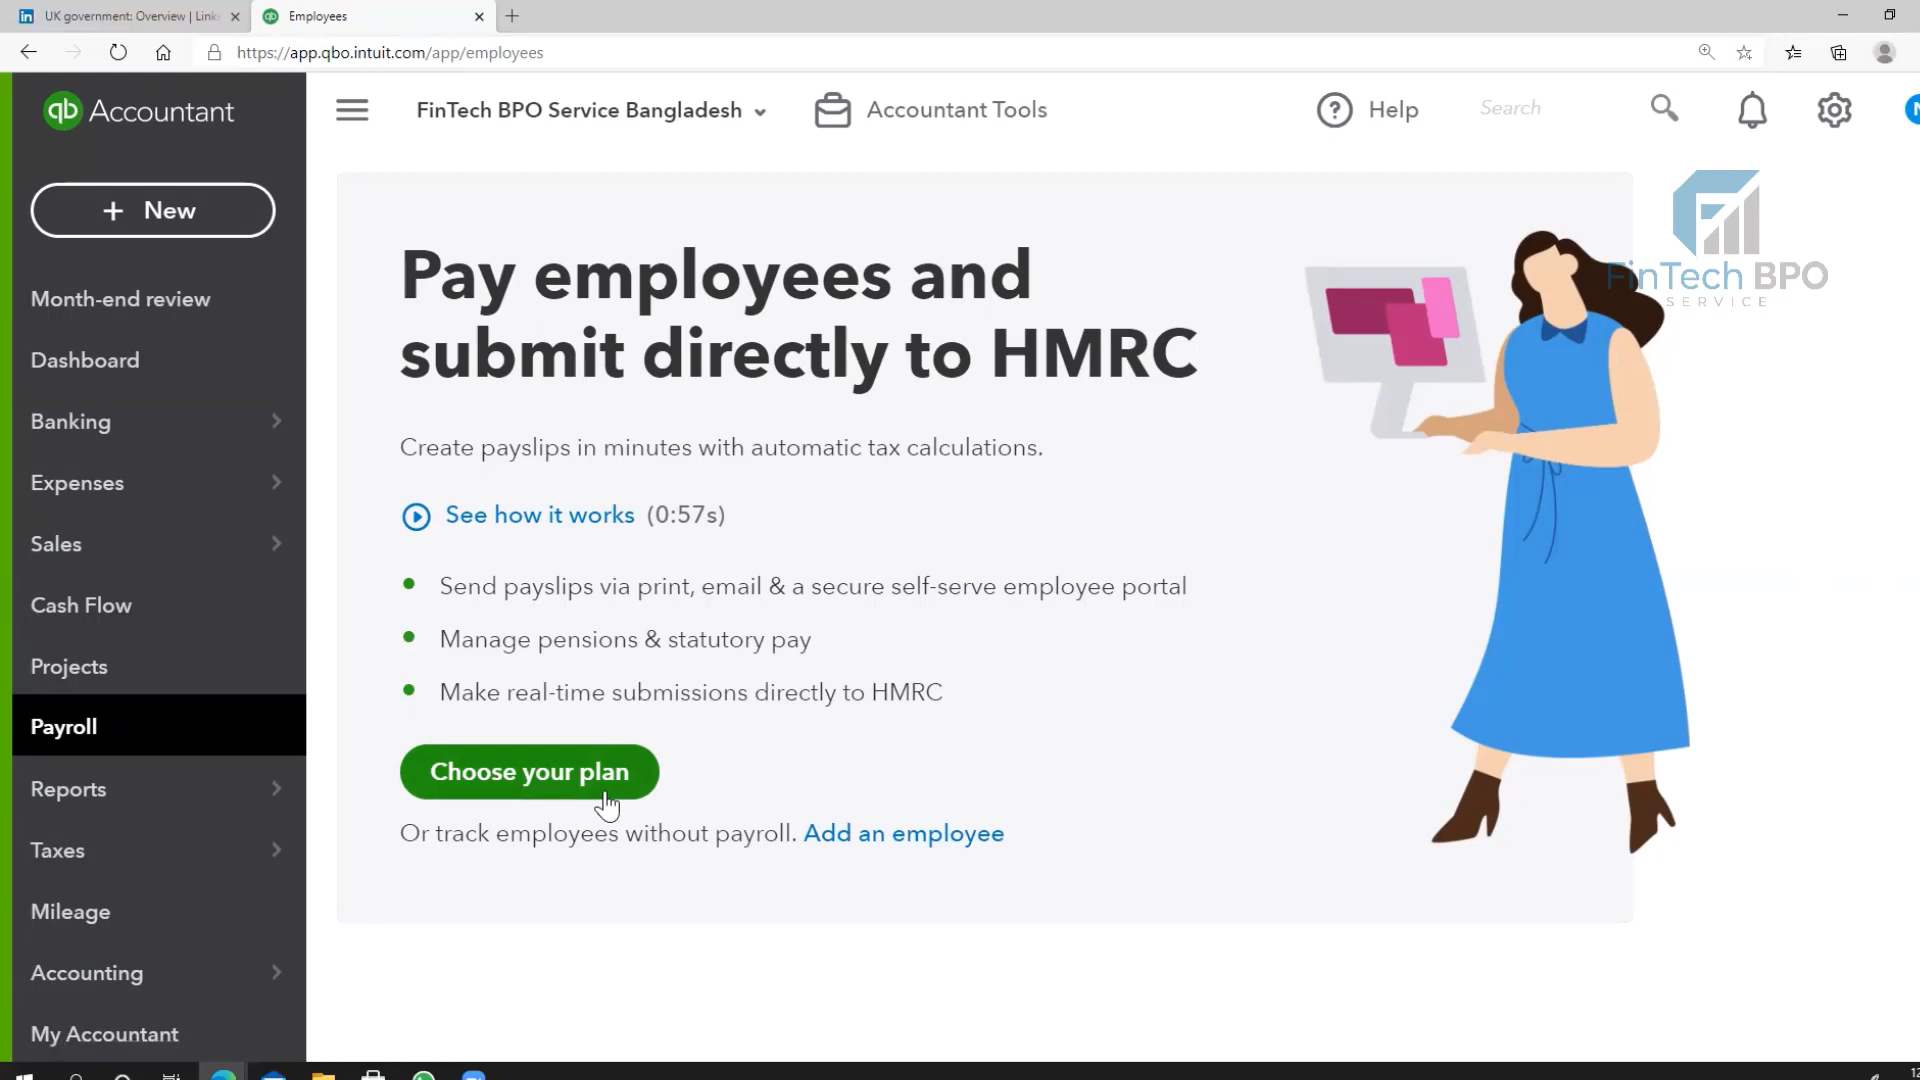 UK government: Overview | Link
Employees
https://app.qbo.intuit.com/app/employees
qb Accountant
FinTech BPO Service Bangladesh
Accountant Tools
Help
Search
N
+ New
Month-end review
Dashboard
Banking
Expenses
Sales
Cash Flow
Projects
Payroll
Reports
Taxes
Mileage
Accounting
My Accountant
Pay employees and
submit directly to HMRC
Create payslips in minutes with automatic tax calculations.
See how it works (0:57s)
Send payslips via print, email & a secure self-serve employee portal
Manage pensions & statutory pay
Make real-time submissions directly to HMRC
Choose your plan
Or track employees without payroll. Add an employee
FinTech BPO
SERVICE
12